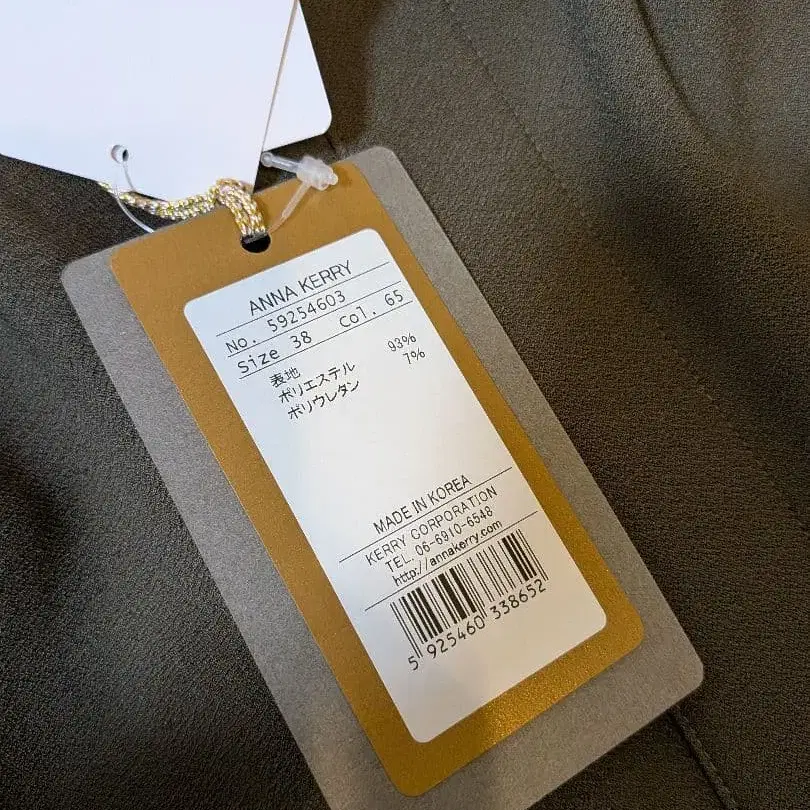 ANNA KERRY
No. 59254603
Size 38 Col. 65
表地
ポリエステル 93%
ポリウレタン 7%
MADE IN KOREA
KERRY CORPORATION
TEL. 06-6910-6548
http://annakerry.com
5 925460 338652